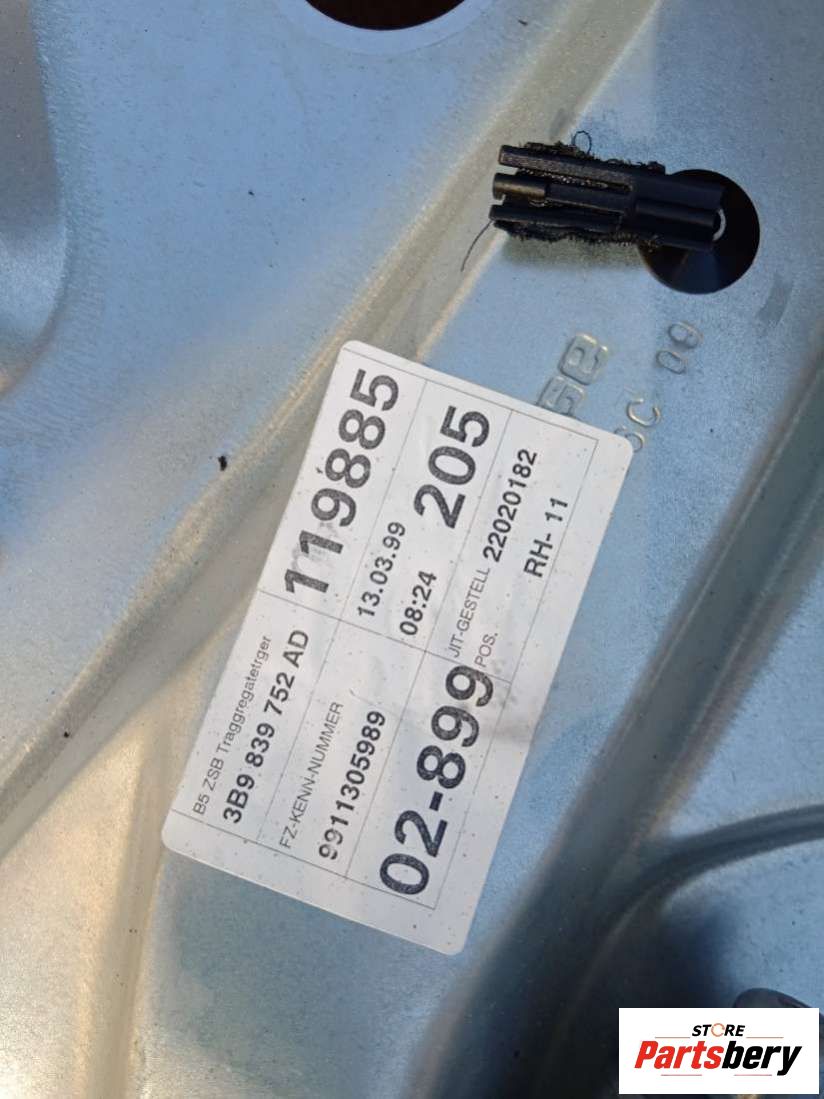 B5 ZSB Traggregatetrger
3B9 839 752 AD
119885
FZ-KENN-NUMMER
9911305989
13.03.99
08:24
02-899
205
JIT-GESTELL 22020182
POS.
RH- 11
09
STORE
Partsbery